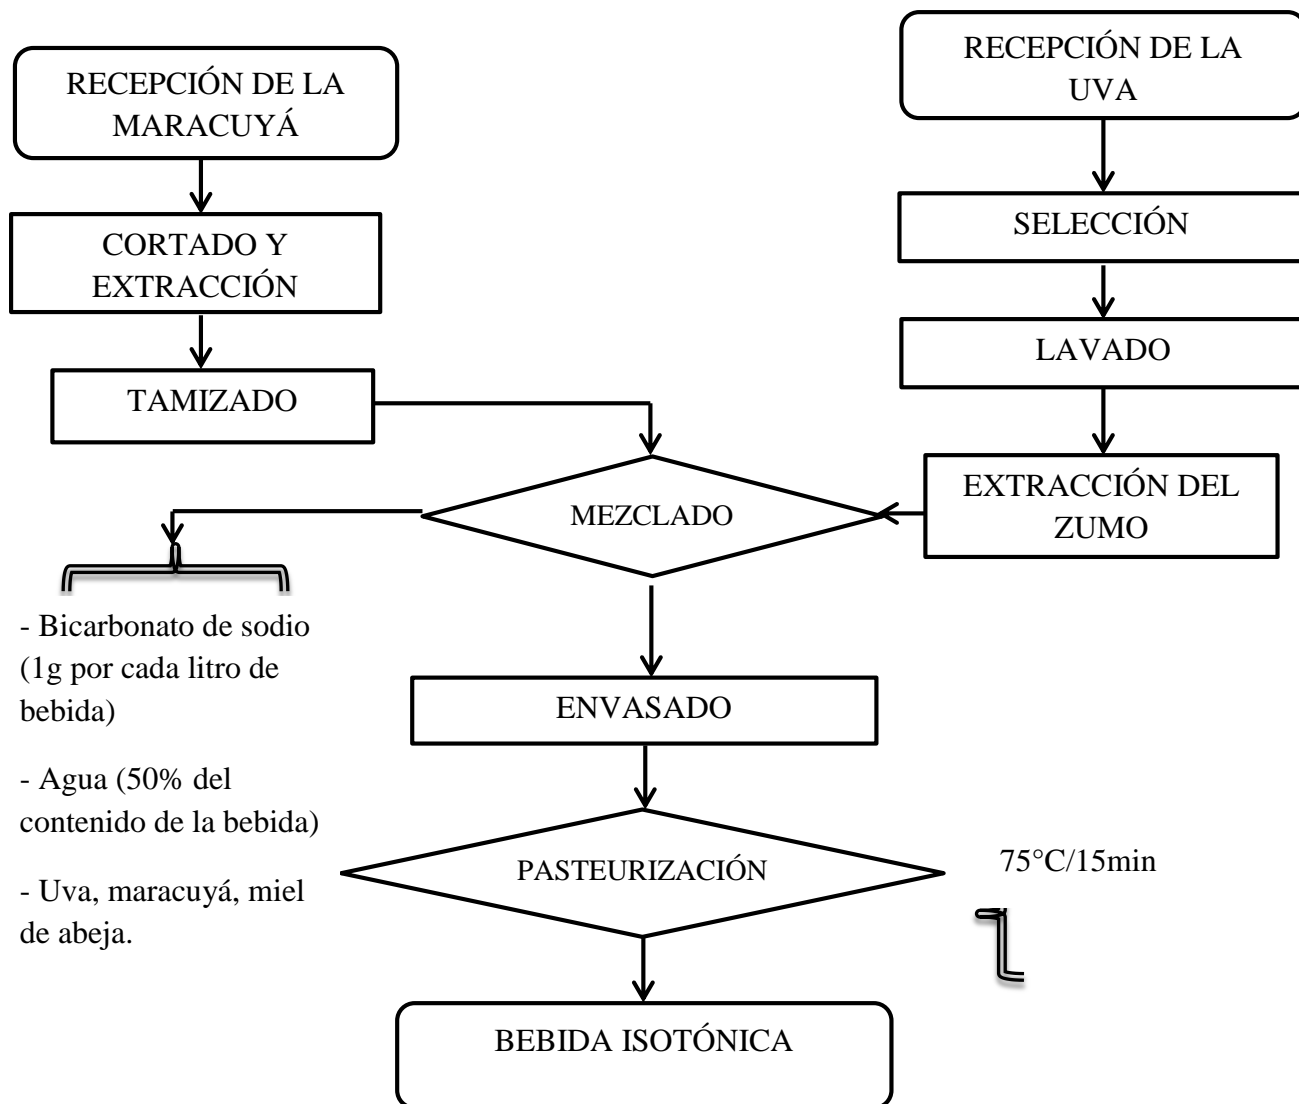 RECEPCIÓN DE LA
MARACUYÁ
CORTADO Y
EXTRACCIÓN
TAMIZADO
RECEPCIÓN DE LA
UVA
SELECCIÓN
LAVADO
EXTRACCIÓN DEL
ZUMO
MEZCLADO
- Bicarbonato de sodio
(1g por cada litro de
bebida)
- Agua (50% del
contenido de la bebida)
- Uva, maracuyá, miel
de abeja.
ENVASADO
PASTEURIZACIÓN
75°C/15min
BEBIDA ISOTÓNICA